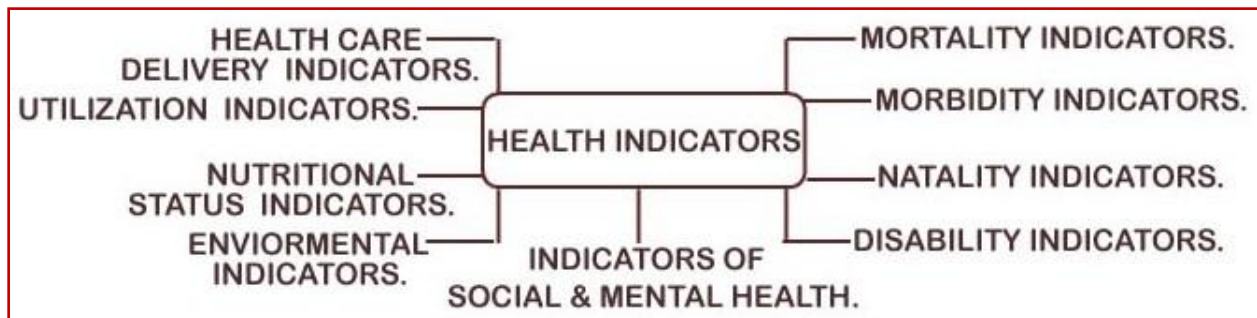 HEALTH CARE
DELIVERY INDICATORS.
UTILIZATION INDICATORS.
NUTRITIONAL
STATUS INDICATORS.
ENVIORMENTAL
INDICATORS.
HEALTH INDICATORS
INDICATORS OF
SOCIAL & MENTAL HEALTH.
MORTALITY INDICATORS.
MORBIDITY INDICATORS.
NATALITY INDICATORS.
DISABILITY INDICATORS.